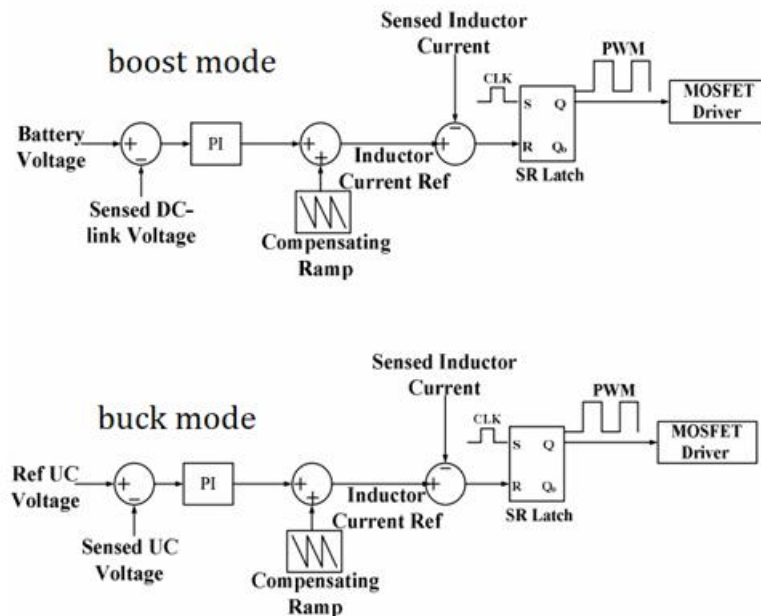 boost mode
Sensed Inductor
Current
PWM
CLK
S
Q
MOSFET
Driver
Battery
Voltage
+
−
PI
+
+
Inductor
Current Ref
−
+
R
Q₀
SR Latch
Sensed DC-
link Voltage
Compensating
Ramp
buck mode
Sensed Inductor
Current
PWM
CLK
S
Q
MOSFET
Driver
Ref UC
Voltage
+
−
PI
+
+
Inductor
Current Ref
−
+
R
Q₀
SR Latch
Sensed UC
Voltage
Compensating
Ramp